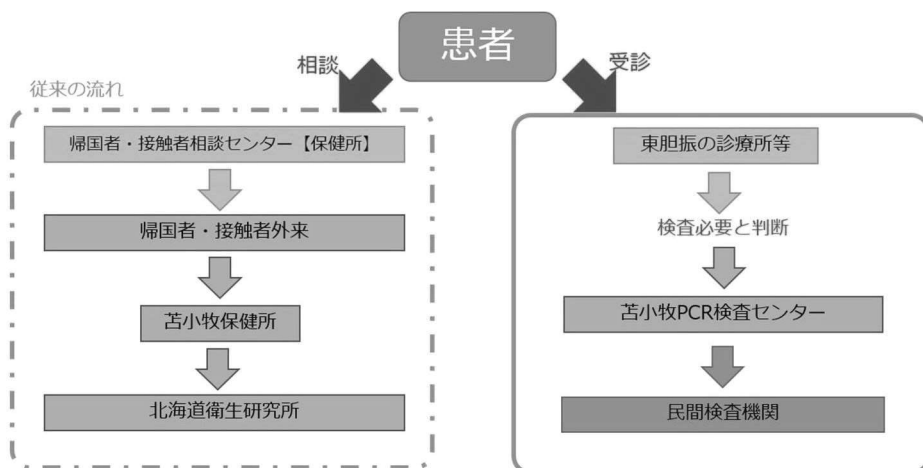 患者
相談
受診
従来の流れ
帰国者・接触者相談センター【保健所】
帰国者・接触者外来
苫小牧保健所
北海道衛生研究所
東胆振の診療所等
検査必要と判断
苫小牧PCR検査センター
民間検査機関